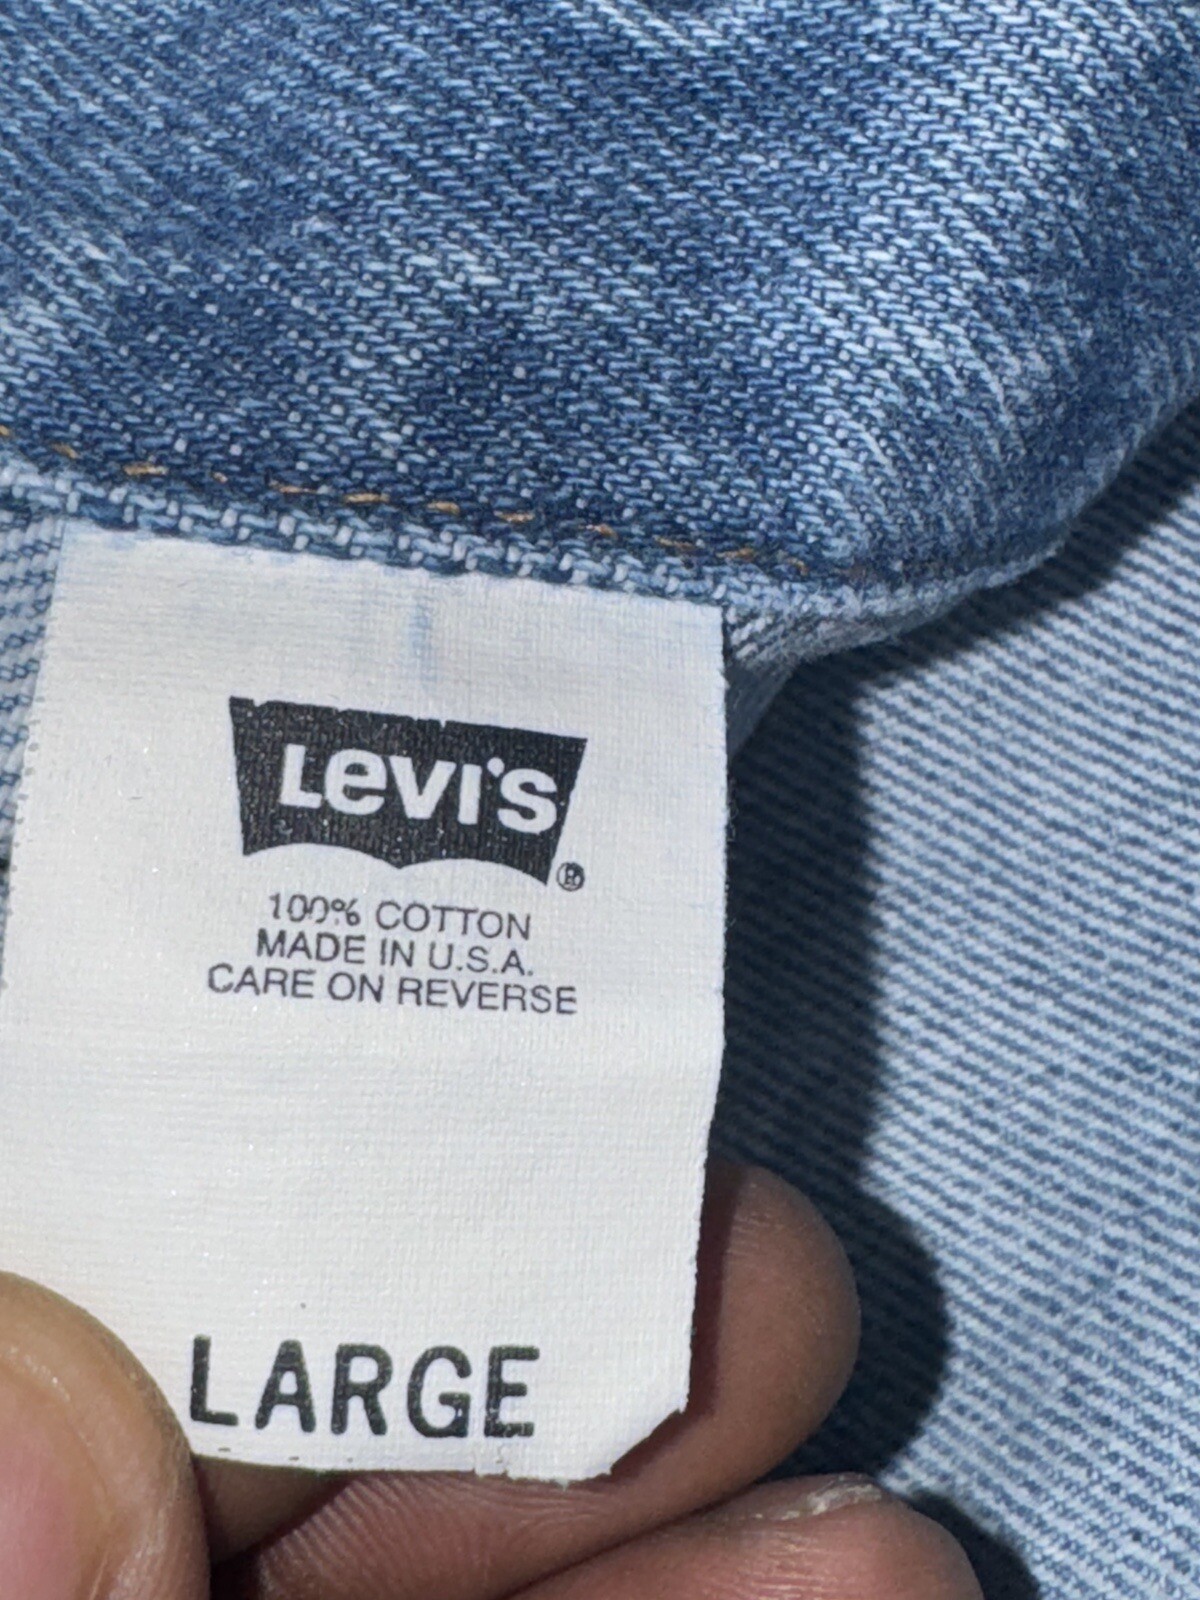 Levi's
®
100% COTTON
MADE IN U.S.A.
CARE ON REVERSE
LARGE